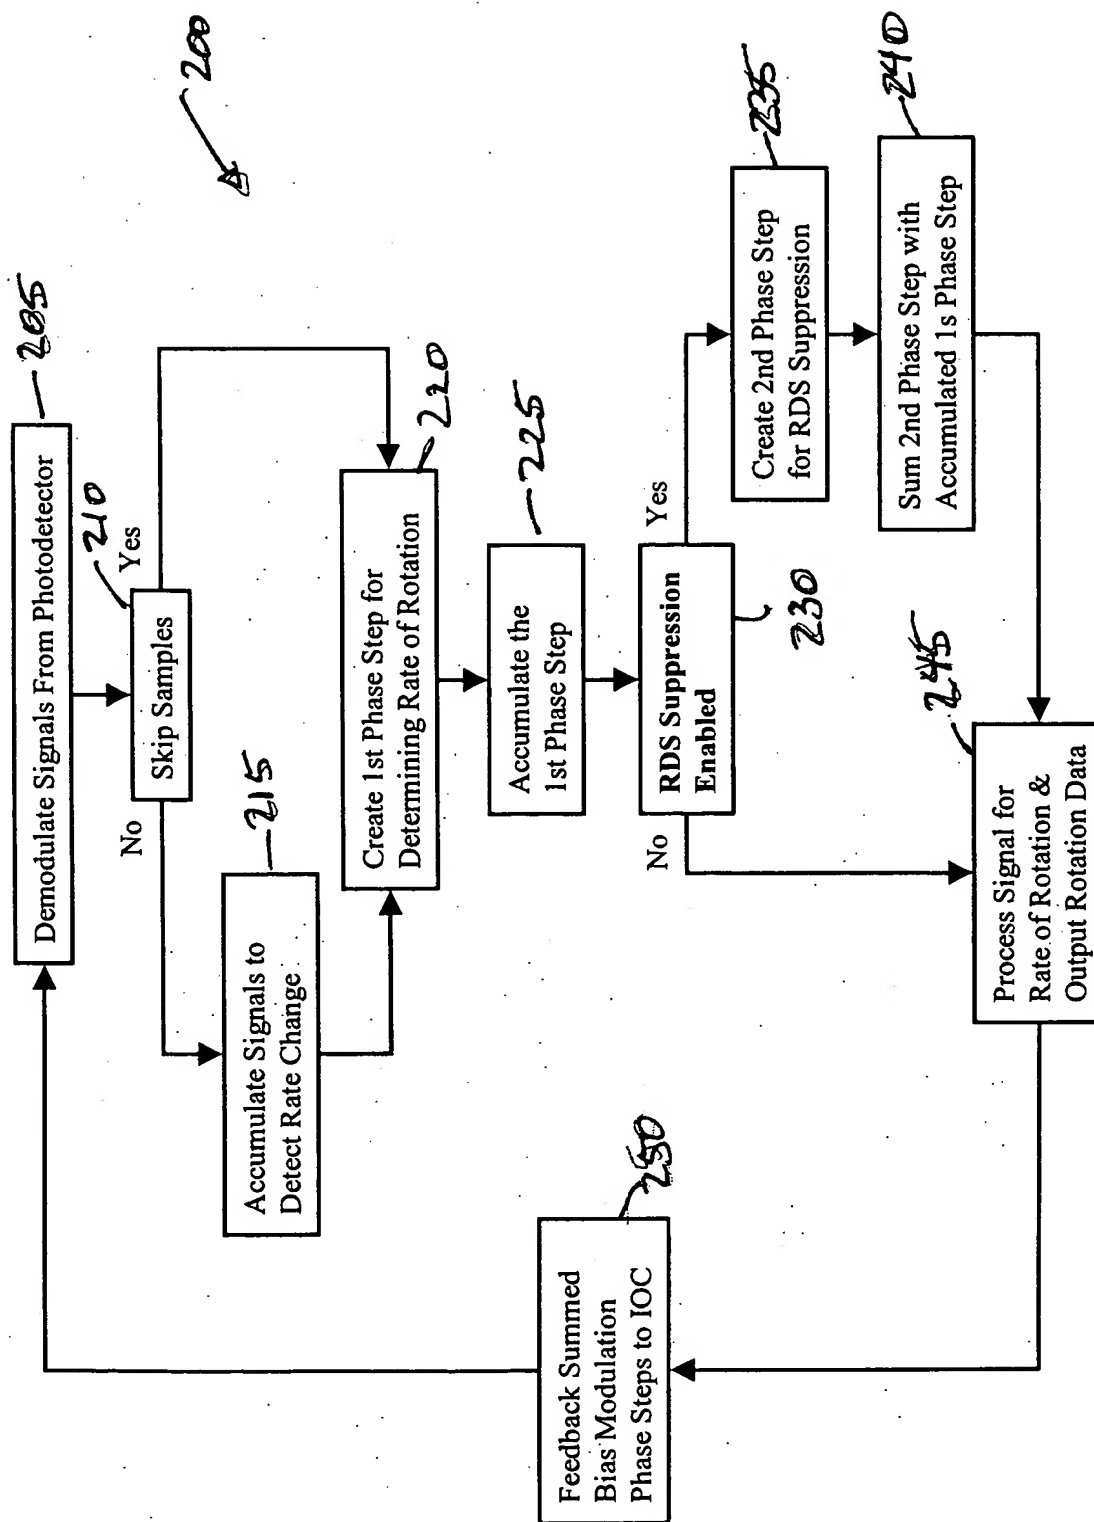 200
205
Demodulate Signals From Photodetector
210
Skip Samples
Yes
No
215
Accumulate Signals to
Detect Rate Change
220
Create 1st Phase Step for
Determining Rate of Rotation
225
Accumulate the
1st Phase Step
RDS Suppression
Enabled
230
Yes
No
235
Create 2nd Phase Step
for RDS Suppression
240
Sum 2nd Phase Step with
Accumulated 1s Phase Step
245
Process Signal for
Rate of Rotation &
Output Rotation Data
250
Feedback Summed
Bias Modulation
Phase Steps to IOC